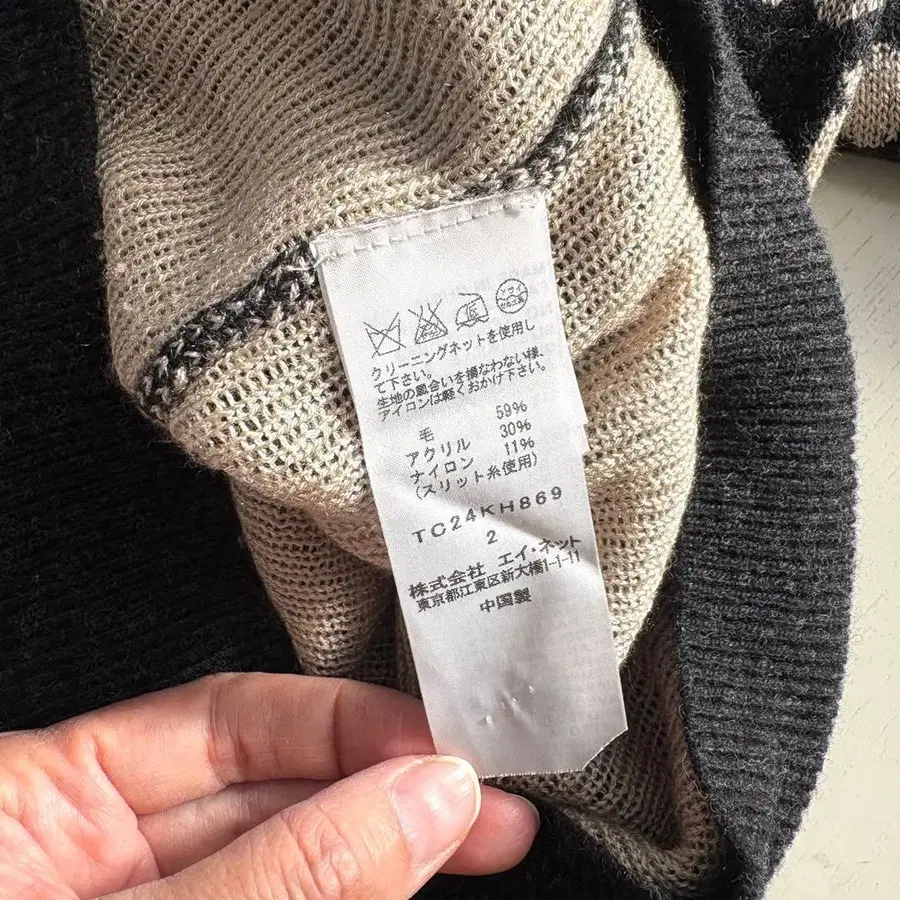 クリーニングネットを使用し
て下さい。
生地の風合いを損なわない様、
アイロンは軽くおかけ下さい。
59%
毛 30%
アクリル 11%
ナイロン
(スリット糸使用)
TC24KH869
2
株式会社 エイ・ネット
東京都江東区新大橋1-1-11
中国製